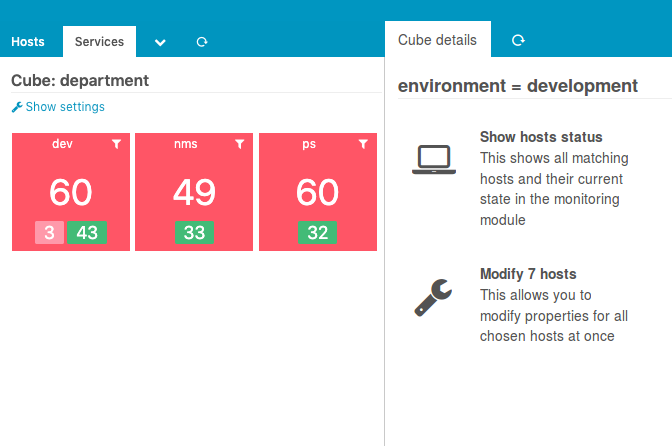 Hosts
Services
Cube: department
Show settings
dev
60
3 43
nms
49
33
ps
60
32
Cube details
environment = development
Show hosts status
This shows all matching
hosts and their current
state in the monitoring
module
Modify 7 hosts
This allows you to
modify properties for all
chosen hosts at once